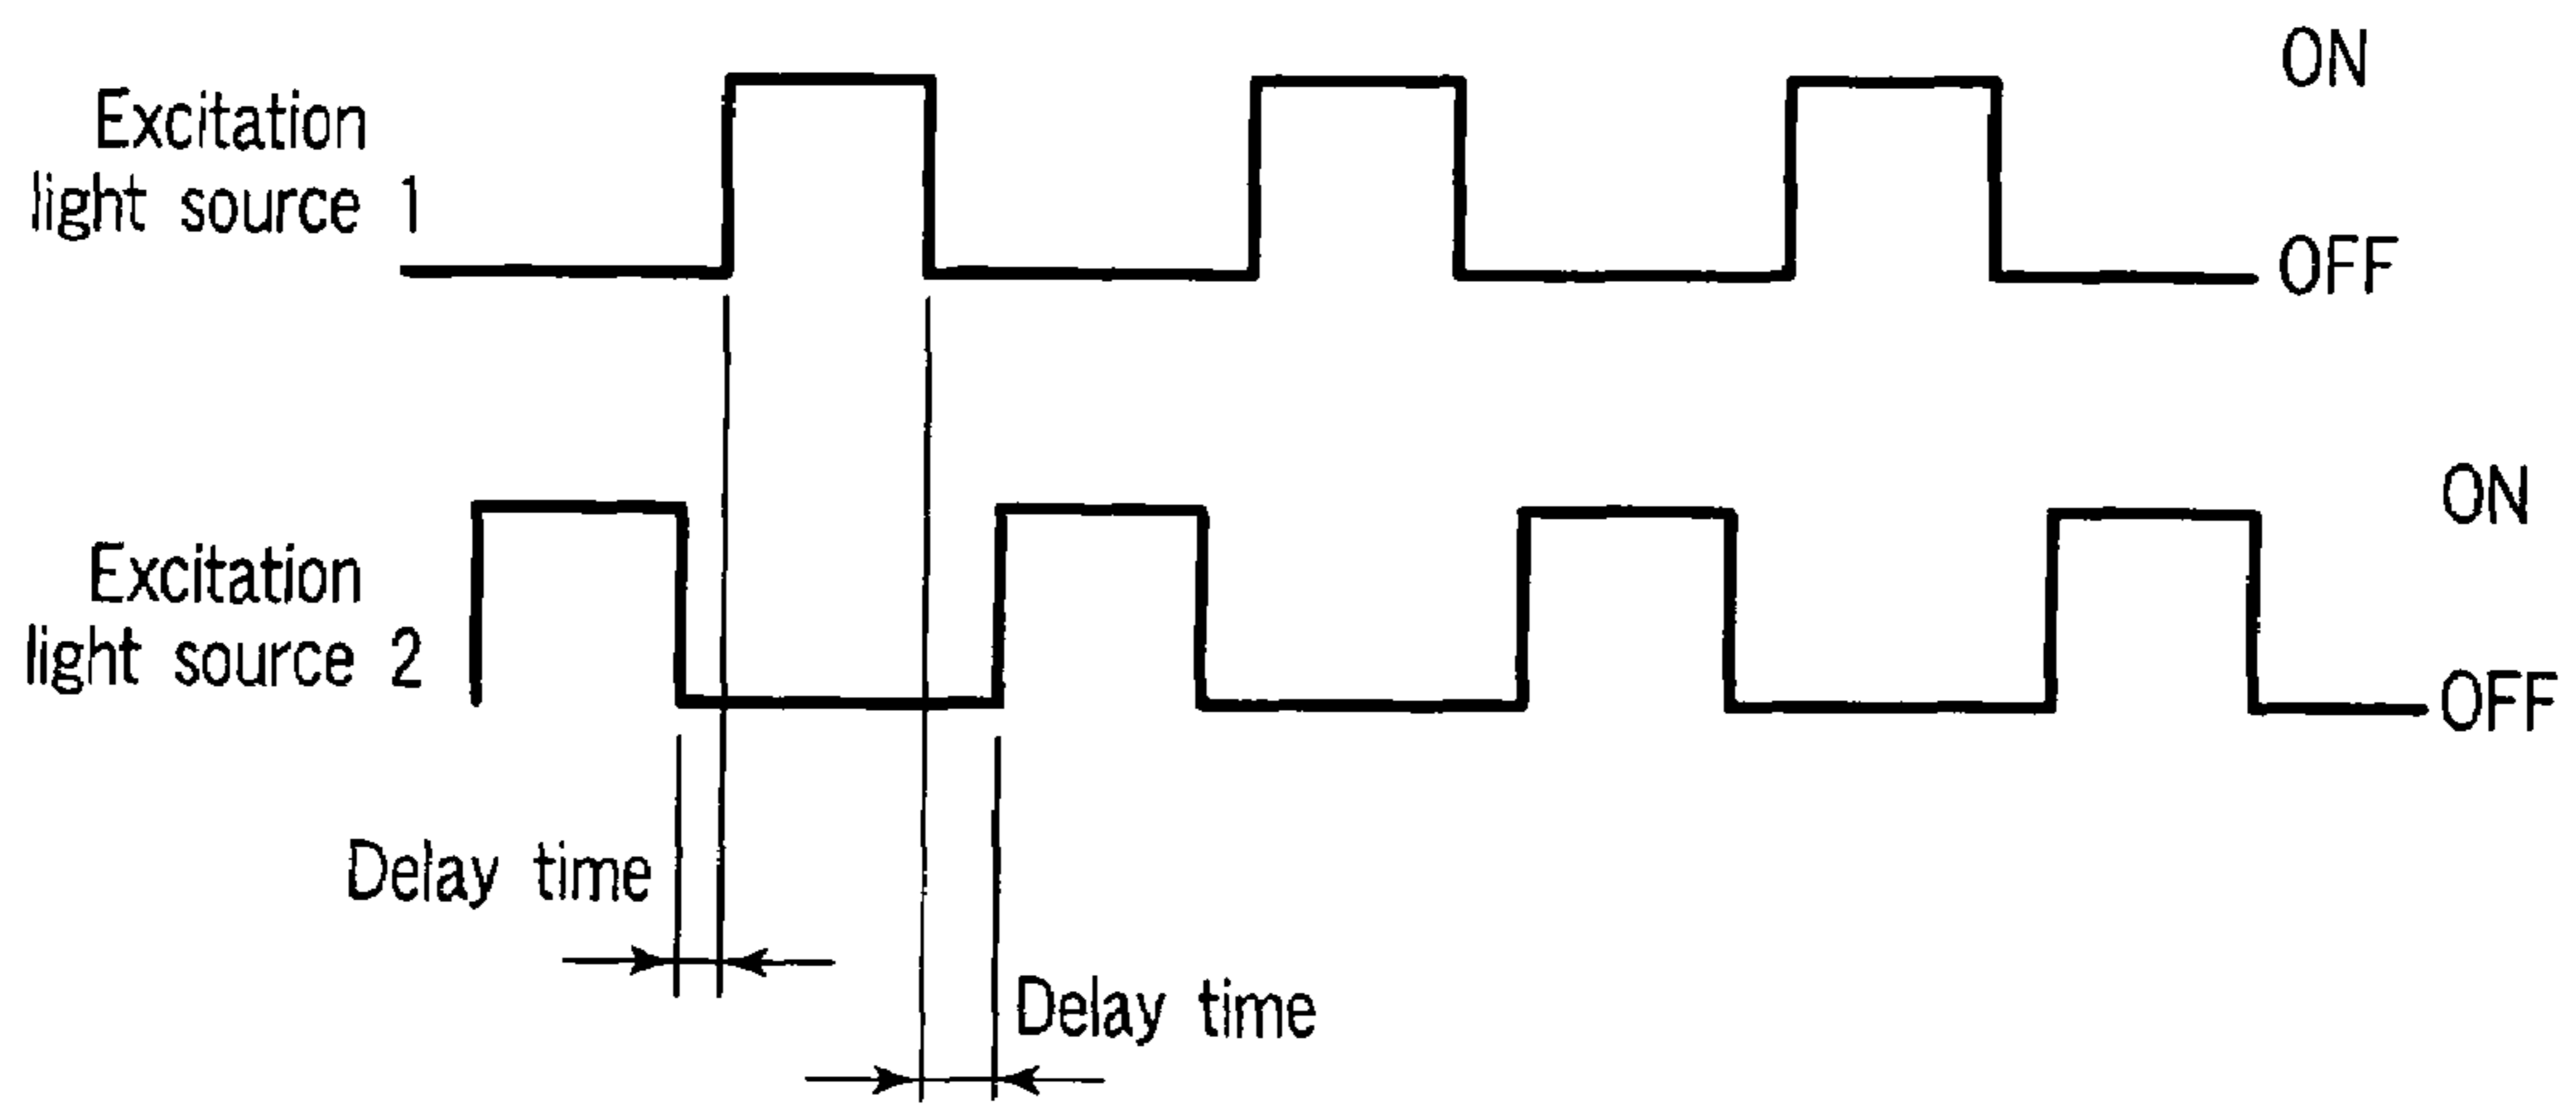 ON
Excitation
light source 1
OFF
ON
Excitation
light source 2
OFF
Delay time
Delay time